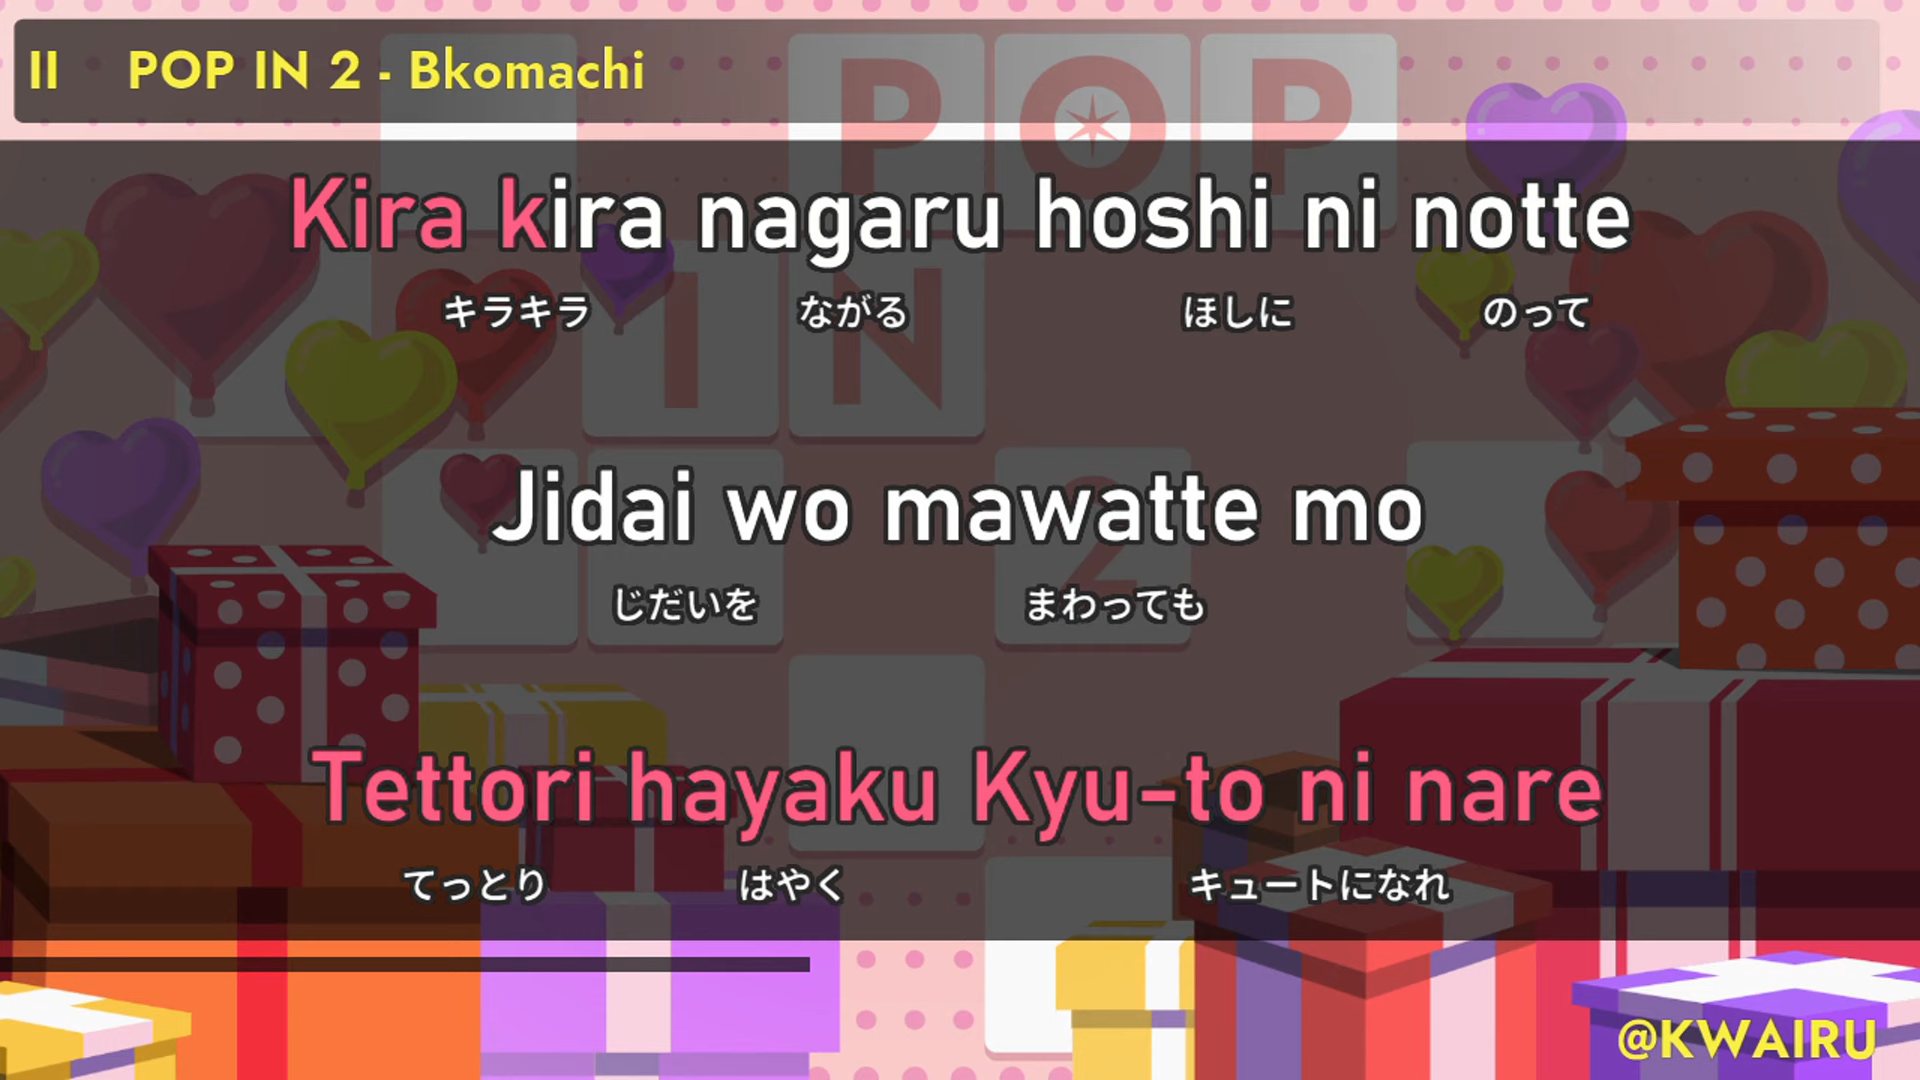 II POP IN 2 - Bkomachi
P O P
Kira kira nagaru hoshi ni notte
キラキラ ながる ほしに のって
I N
Jidai wo mawatte mo
2
じだいを まわっても
Tettori hayaku Kyu-to ni nare
てっとり はやく キュートになれ
@KWAIRU